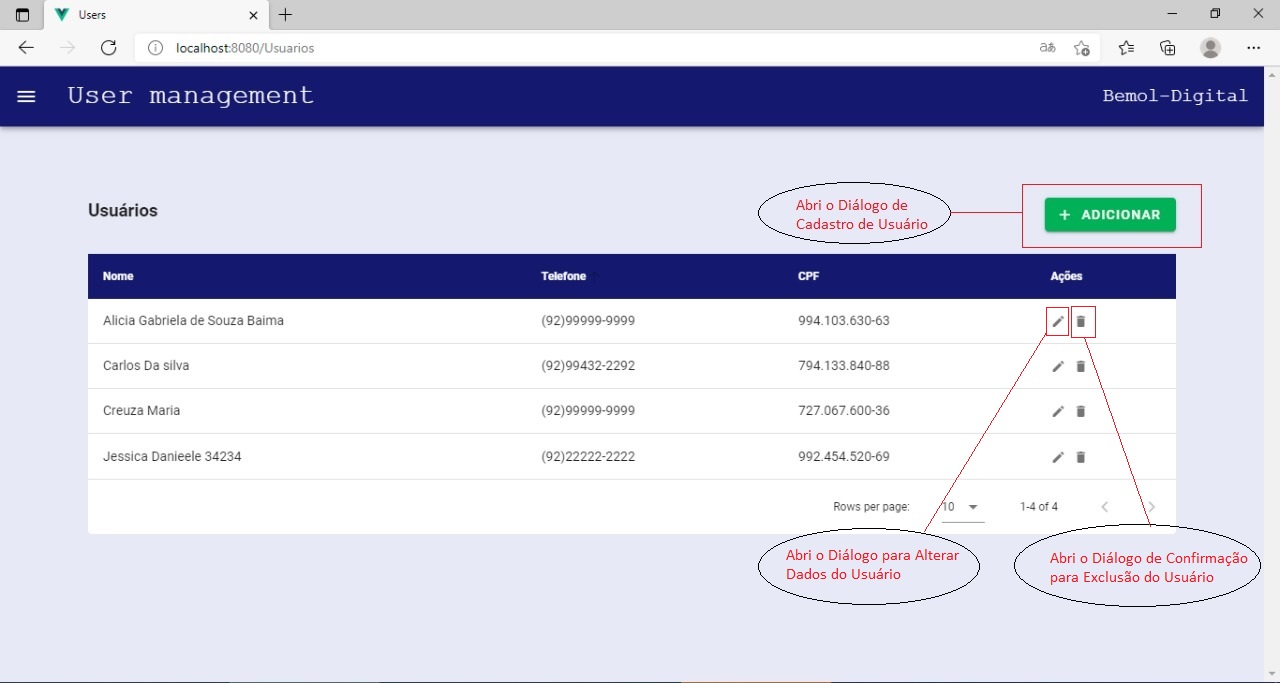 Users
localhost:8080/Usuarios
aあ
User management
Bemol-Digital
Usuários
Abri o Diálogo de
Cadastro de Usuário
+ ADICIONAR
Nome Telefone CPF Ações
Alicia Gabriela de Souza Baima (92)99999-9999 994.103.630-63
Carlos Da silva (92)99432-2292 794.133.840-88
Creuza Maria (92)99999-9999 727.067.600-36
Jessica Danieele 34234 (92)22222-2222 992.454.520-69
Rows per page: 10 1-4 of 4
Abri o Diálogo para Alterar
Dados do Usuário
Abri o Diálogo de Confirmação
para Exclusão do Usuário